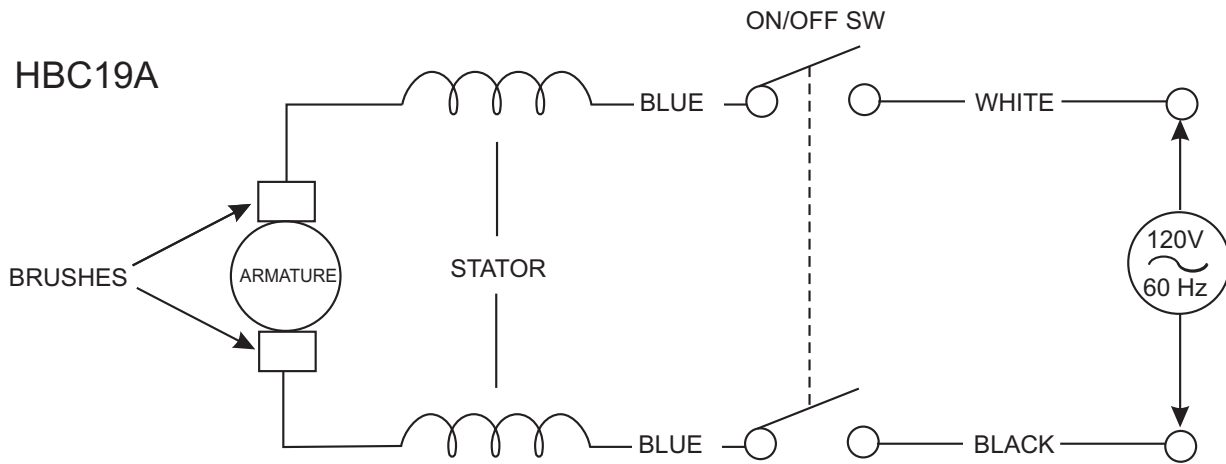 ON/OFF SW
HBC19A
BLUE
WHITE
120V
60 Hz
BRUSHES
ARMATURE
STATOR
BLUE
BLACK